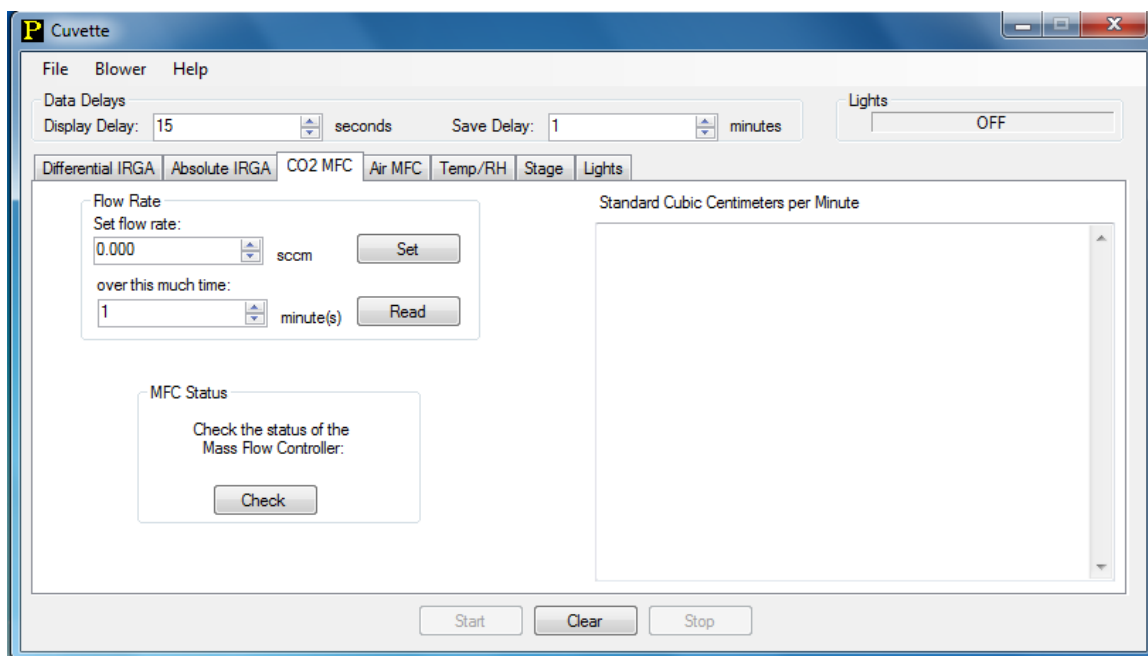 P Cuvette
File Blower Help
Data Delays
Display Delay: 15 seconds Save Delay: 1 minutes
Lights
OFF
Differential IRGA Absolute IRGA CO2 MFC Air MFC Temp/RH Stage Lights
Flow Rate
Set flow rate:
0.000 sccm Set
over this much time:
1 minute(s) Read
MFC Status
Check the status of the
Mass Flow Controller:
Check
Standard Cubic Centimeters per Minute
Start Clear Stop